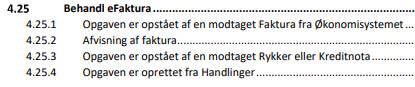 4.25 Behandl eFaktura
4.25.1 Opgaven er opstået af en modtaget Faktura fra Økonomisystemet...
4.25.2 Afvisning af faktura
4.25.3 Opgaven er opstået af en modtaget Rykker eller Kreditnota
4.25.4 Opgaven er oprettet fra Handlinger